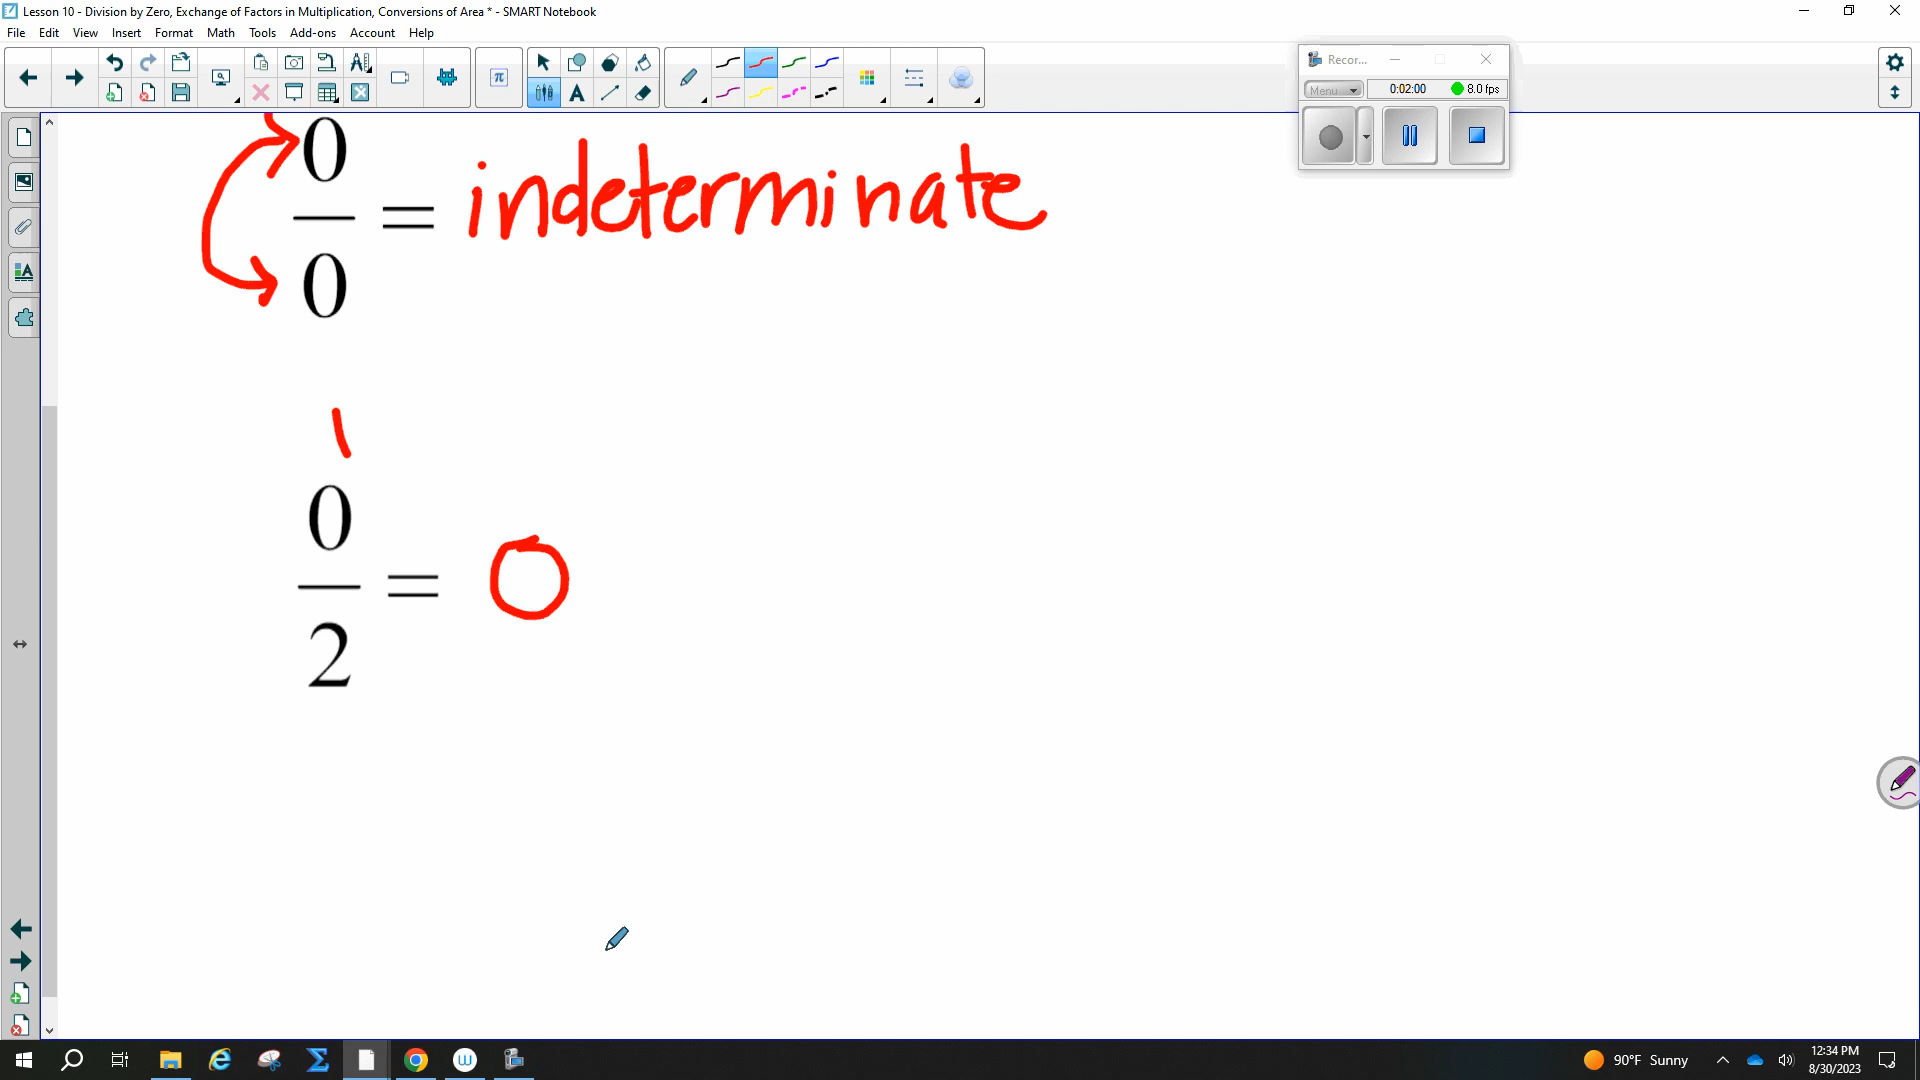 Lesson 10 - Division by Zero, Exchange of Factors in Multiplication, Conversions of Area * - SMART Notebook
File Edit View Insert Format Math Tools Add-ons Account Help
Recor...
Menu 0:02:00 8.0 fps
0
— = indeterminate
0
0
— = 0
2
90°F Sunny
12:34 PM
8/30/2023